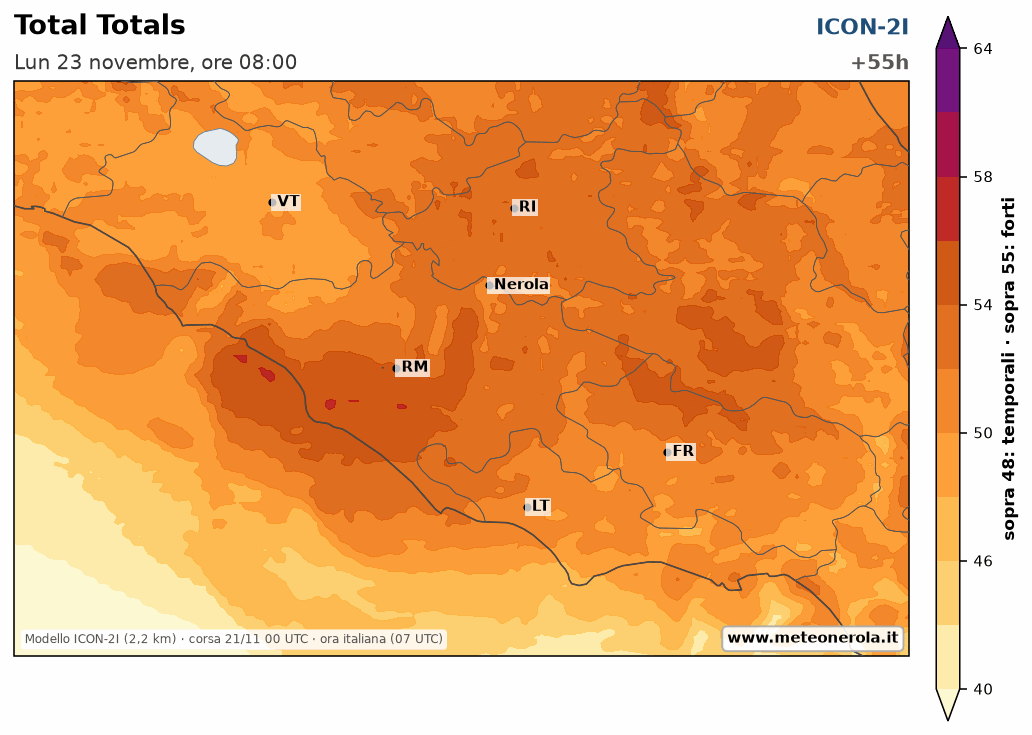 Total Totals
ICON-2I
Lun 23 novembre, ore 08:00
+55h
VT
RI
Nerola
RM
FR
LT
Modello ICON-2I (2,2 km) · corsa 21/11 00 UTC · ora italiana (07 UTC)
www.meteonerola.it
64
58
54
50
46
40
sopra 48: temporali · sopra 55: forti